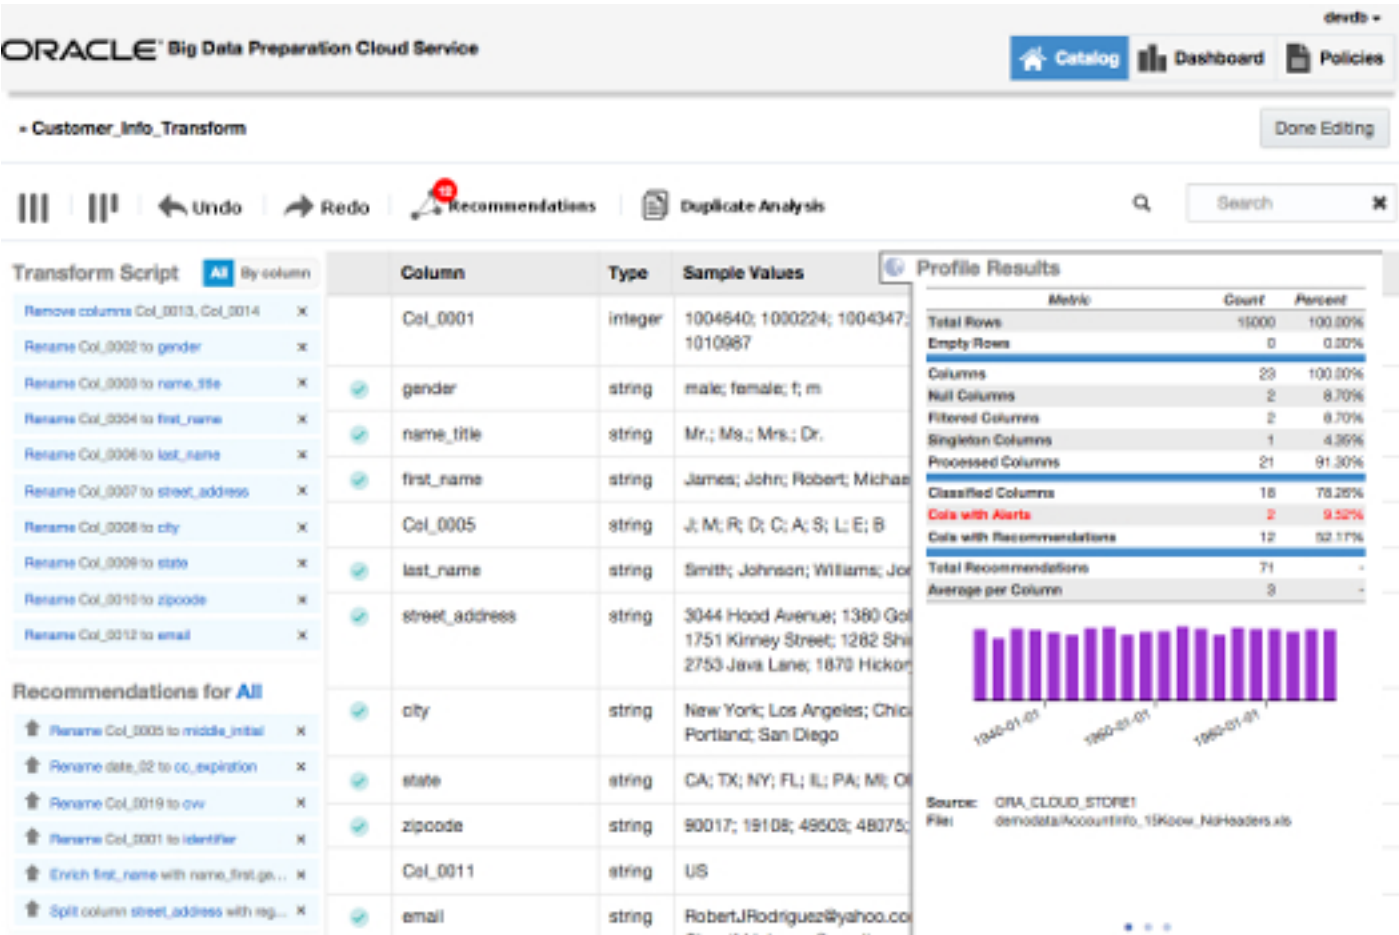 devdb
ORACLE Big Data Preparation Cloud Service
Catalog Dashboard Policies
Customer_Info_Transform
Done Editing
Undo Redo Recommendations Duplicate Analysis Search
Transform Script All By column
Remove columns Col_0013, Col_0014
Rename Col_0002 to gender
Rename Col_0003 to name_title
Rename Col_0004 to first_name
Rename Col_0006 to last_name
Rename Col_0007 to street_address
Rename Col_0008 to city
Rename Col_0009 to state
Rename Col_0010 to zipcode
Rename Col_0012 to email
Recommendations for All
Rename Col_0005 to middle_initial
Rename date_02 to cc_expiration
Rename Col_0019 to cvv
Rename Col_0001 to identifier
Enrich first_name with name_first.ge...
Split column street_address with reg...
Column Type Sample Values
Col_0001 integer 1004640; 1000224; 1004347;
1010987
gender string male; female; f; m
name_title string Mr.; Ms.; Mrs.; Dr.
first_name string James; John; Robert; Michae
Col_0005 string J; M; R; D; C; A; S; L; E; B
last_name string Smith; Johnson; Williams; Jor
street_address string 3044 Hood Avenue; 1380 Gol
1751 Kinney Street; 1282 Shi
2753 Java Lane; 1870 Hickor
city string New York; Los Angeles; Chica
Portland; San Diego
state string CA; TX; NY; FL; IL; PA; MI; O
zipcode string 90017; 19108; 49503; 48075;
Col_0011 string US
email string RobertJRodriguez@yahoo.co
Profile Results
Metric Count Percent
Total Rows 15000 100.00%
Empty Rows 0 0.00%
Columns 23 100.00%
Null Columns 2 8.70%
Filtered Columns 2 8.70%
Singleton Columns 1 4.35%
Processed Columns 21 91.30%
Classified Columns 18 78.26%
Cols with Alerts 2 9.52%
Cols with Recommendations 12 52.17%
Total Recommendations 71 -
Average per Column 3 -
1940-01-01 1960-01-01 1980-01-01
Source: ORA_CLOUD_STORE1
File: